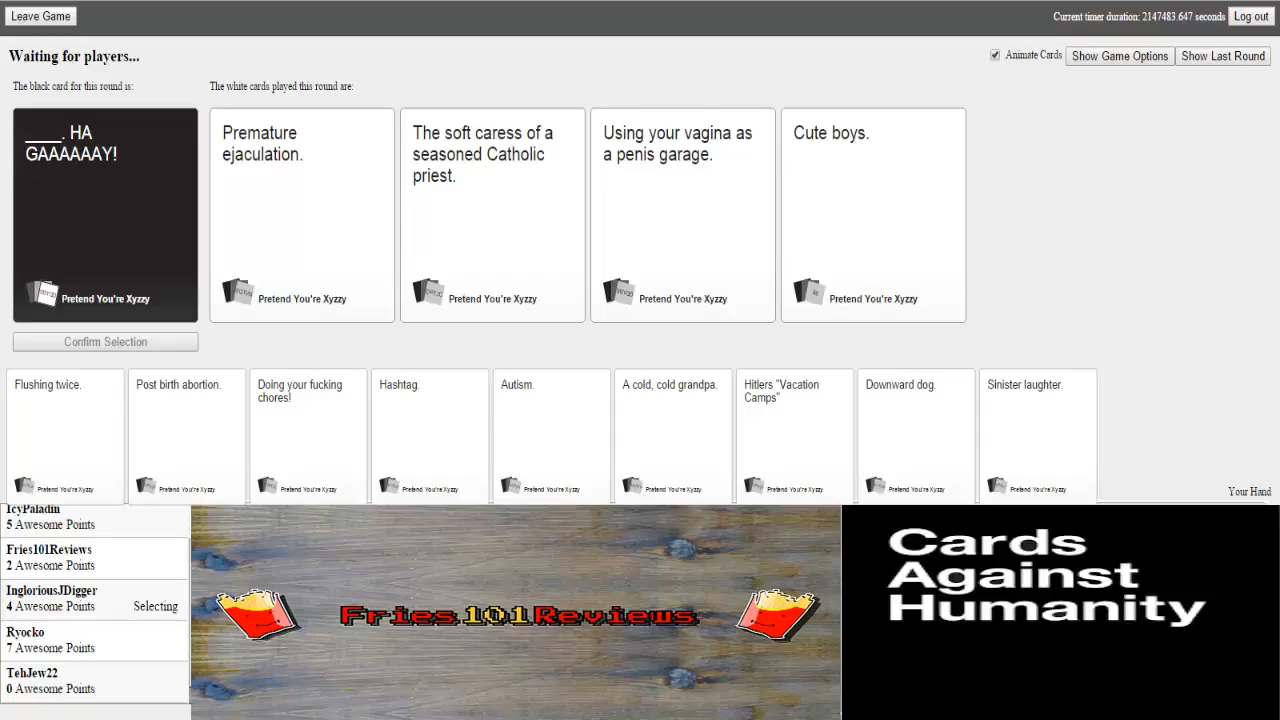 Leave Game
Current timer duration: 2147483.647 seconds
Log out
Waiting for players...
Animate Cards
Show Game Options
Show Last Round
The black card for this round is:
The white cards played this round are:
____. HA
GAAAAAAY!
Pretend You're Xyzzy
Premature
ejaculation.
Pretend You're Xyzzy
The soft caress of a
seasoned Catholic
priest.
Pretend You're Xyzzy
Using your vagina as
a penis garage.
Pretend You're Xyzzy
Cute boys.
Pretend You're Xyzzy
Confirm Selection
Flushing twice.
Pretend You're Xyzzy
Post birth abortion.
Pretend You're Xyzzy
Doing your fucking
chores!
Pretend You're Xyzzy
Hashtag.
Pretend You're Xyzzy
Autism.
Pretend You're Xyzzy
A cold, cold grandpa.
Pretend You're Xyzzy
Hitlers "Vacation
Camps"
Pretend You're Xyzzy
Downward dog.
Pretend You're Xyzzy
Sinister laughter.
Pretend You're Xyzzy
Your Hand
IcyPaladin
5 Awesome Points
Fries101Reviews
2 Awesome Points
IngloriousJDigger
4 Awesome Points Selecting
Ryocko
7 Awesome Points
TehJew22
0 Awesome Points
Fries101Reviews
Cards
Against
Humanity